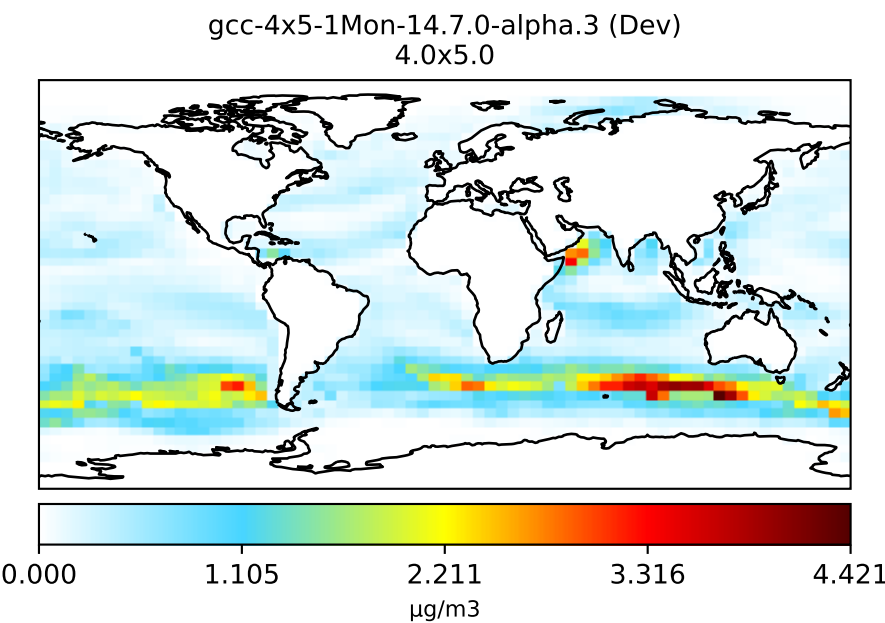 gcc-4x5-1Mon-14.7.0-alpha.3 (Dev)
4.0x5.0
0.000 1.105 2.211 3.316 4.421
μg/m3